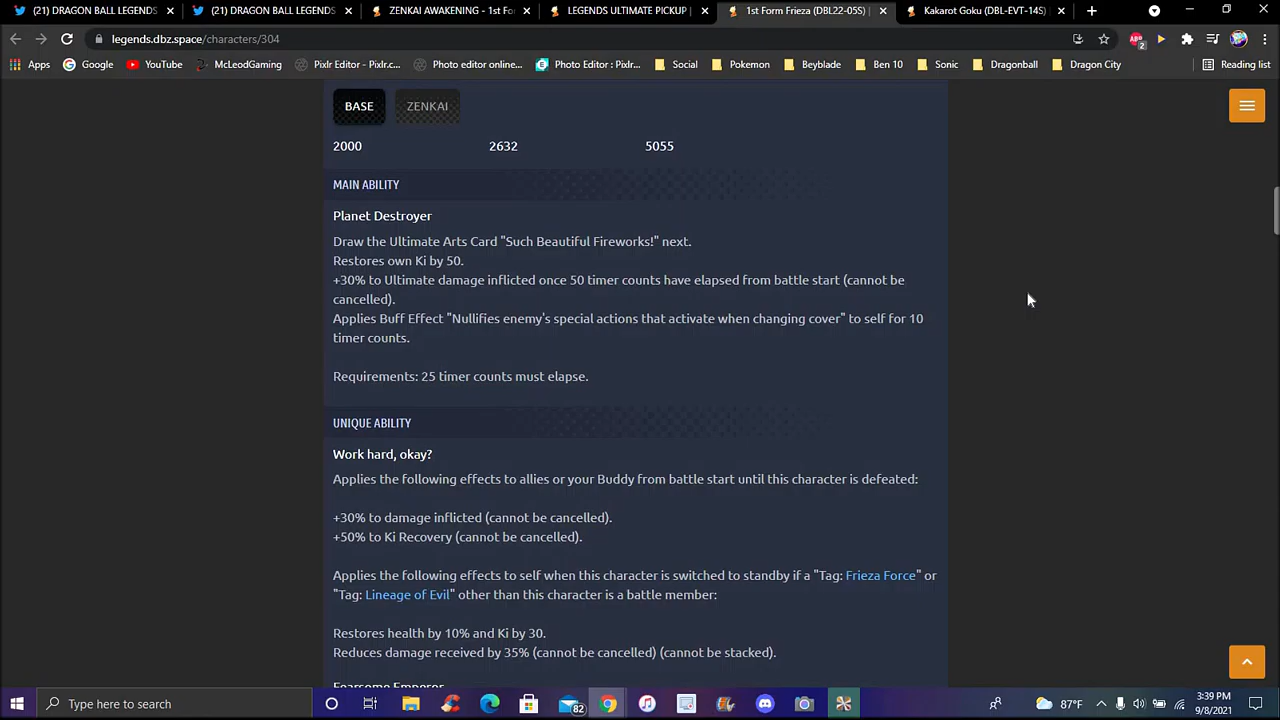 (21) DRAGON BALL LEGENDS
(21) DRAGON BALL LEGENDS
ZENKAI AWAKENING - 1st Fo
LEGENDS ULTIMATE PICKUP |
1st Form Frieza (DBL22-05S) |
Kakarot Goku (DBL-EVT-14S)
legends.dbz.space/characters/304
2
Apps
Google
YouTube
McLeodGaming
Pixlr Editor - Pixlr.c...
Photo editor online...
Photo Editor : Pixlr...
Social
Pokemon
Beyblade
Ben 10
Sonic
Dragonball
Dragon City
Reading list
BASE
ZENKAI
2000
2632
5055
MAIN ABILITY
Planet Destroyer
Draw the Ultimate Arts Card "Such Beautiful Fireworks!" next.
Restores own Ki by 50.
+30% to Ultimate damage inflicted once 50 timer counts have elapsed from battle start (cannot be
cancelled).
Applies Buff Effect "Nullifies enemy's special actions that activate when changing cover" to self for 10
timer counts.
Requirements: 25 timer counts must elapse.
UNIQUE ABILITY
Work hard, okay?
Applies the following effects to allies or your Buddy from battle start until this character is defeated:
+30% to damage inflicted (cannot be cancelled).
+50% to Ki Recovery (cannot be cancelled).
Applies the following effects to self when this character is switched to standby if a "Tag: Frieza Force" or
"Tag: Lineage of Evil" other than this character is a battle member:
Restores health by 10% and Ki by 30.
Reduces damage received by 35% (cannot be cancelled) (cannot be stacked).
Fearsome Emperor
Type here to search
82
87°F
3:39 PM
9/8/2021